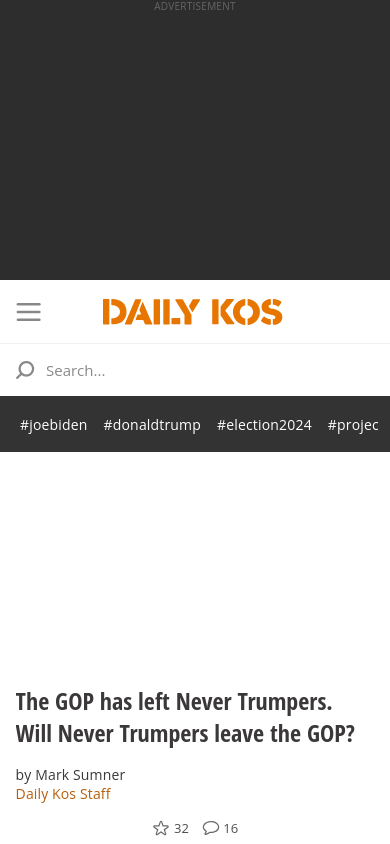 ADVERTISEMENT
DAILY KOS
Search...
#joebiden #donaldtrump #election2024 #projec
The GOP has left Never Trumpers.
Will Never Trumpers leave the GOP?
by Mark Sumner
Daily Kos Staff
32 16